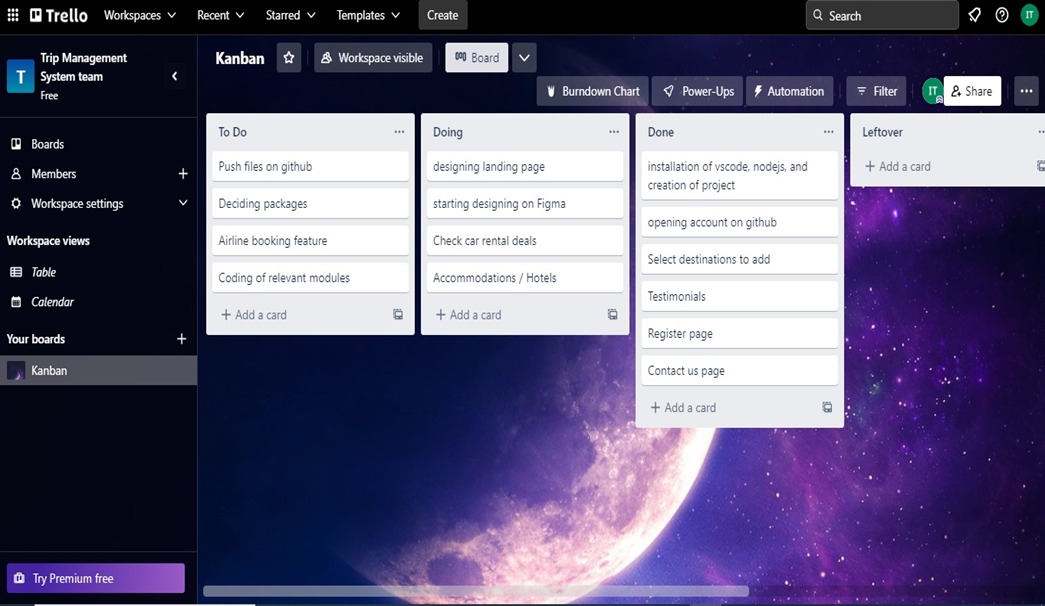 Trello
Workspaces
Recent
Starred
Templates
Create
Search
IT
T
Trip Management
System team
Free
Boards
Members
Workspace settings
Workspace views
Table
Calendar
Your boards
Kanban
Try Premium free
Kanban
Workspace visible
Board
Burndown Chart
Power-Ups
Automation
Filter
IT
Share
To Do
Push files on github
Deciding packages
Airline booking feature
Coding of relevant modules
+ Add a card
Doing
designing landing page
starting designing on Figma
Check car rental deals
Accommodations / Hotels
+ Add a card
Done
installation of vscode, nodejs, and
creation of project
opening account on github
Select destinations to add
Testimonials
Register page
Contact us page
+ Add a card
Leftover
+ Add a card